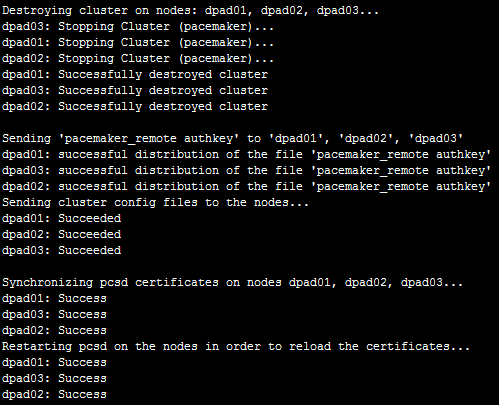 Destroying cluster on nodes: dpad01, dpad02, dpad03...
dpad03: Stopping Cluster (pacemaker)...
dpad01: Stopping Cluster (pacemaker)...
dpad02: Stopping Cluster (pacemaker)...
dpad01: Successfully destroyed cluster
dpad03: Successfully destroyed cluster
dpad02: Successfully destroyed cluster
Sending 'pacemaker_remote authkey' to 'dpad01', 'dpad02', 'dpad03'
dpad01: successful distribution of the file 'pacemaker_remote authkey'
dpad03: successful distribution of the file 'pacemaker_remote authkey'
dpad02: successful distribution of the file 'pacemaker_remote authkey'
Sending cluster config files to the nodes...
dpad01: Succeeded
dpad02: Succeeded
dpad03: Succeeded
Synchronizing pcsd certificates on nodes dpad01, dpad02, dpad03...
dpad01: Success
dpad03: Success
dpad02: Success
Restarting pcsd on the nodes in order to reload the certificates...
dpad01: Success
dpad03: Success
dpad02: Success